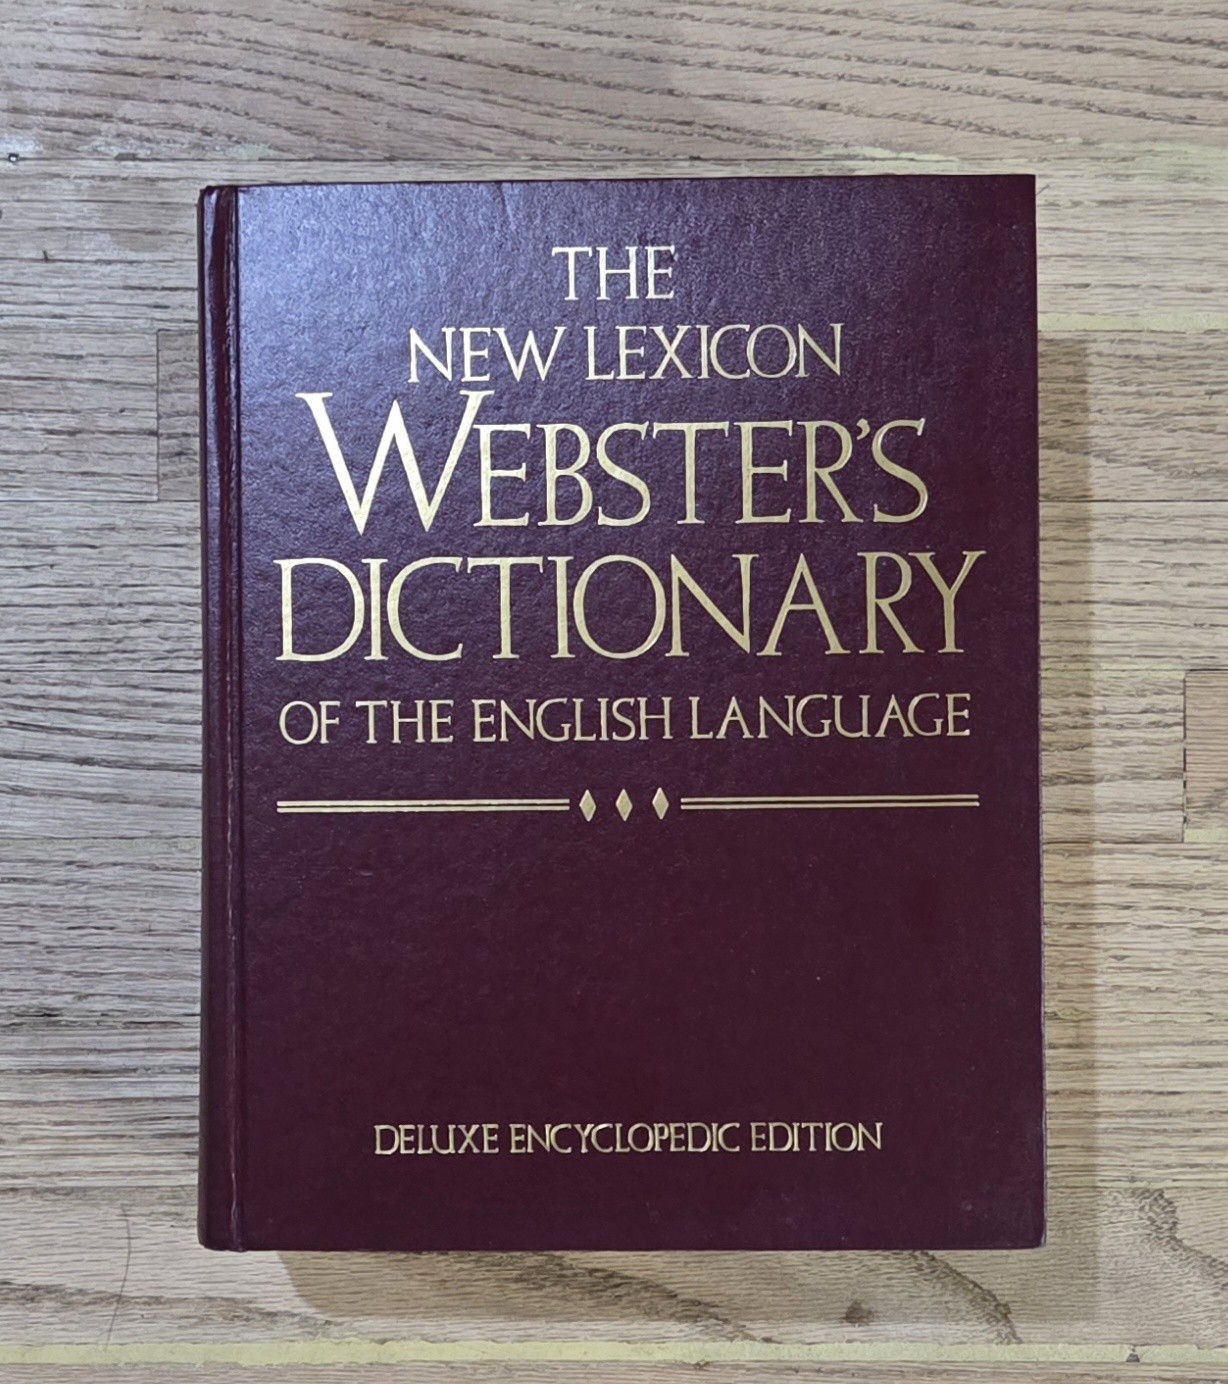 THE
NEW LEXICON
WEBSTER'S
DICTIONARY
OF THE ENGLISH LANGUAGE
DELUXE ENCYCLOPEDIC EDITION